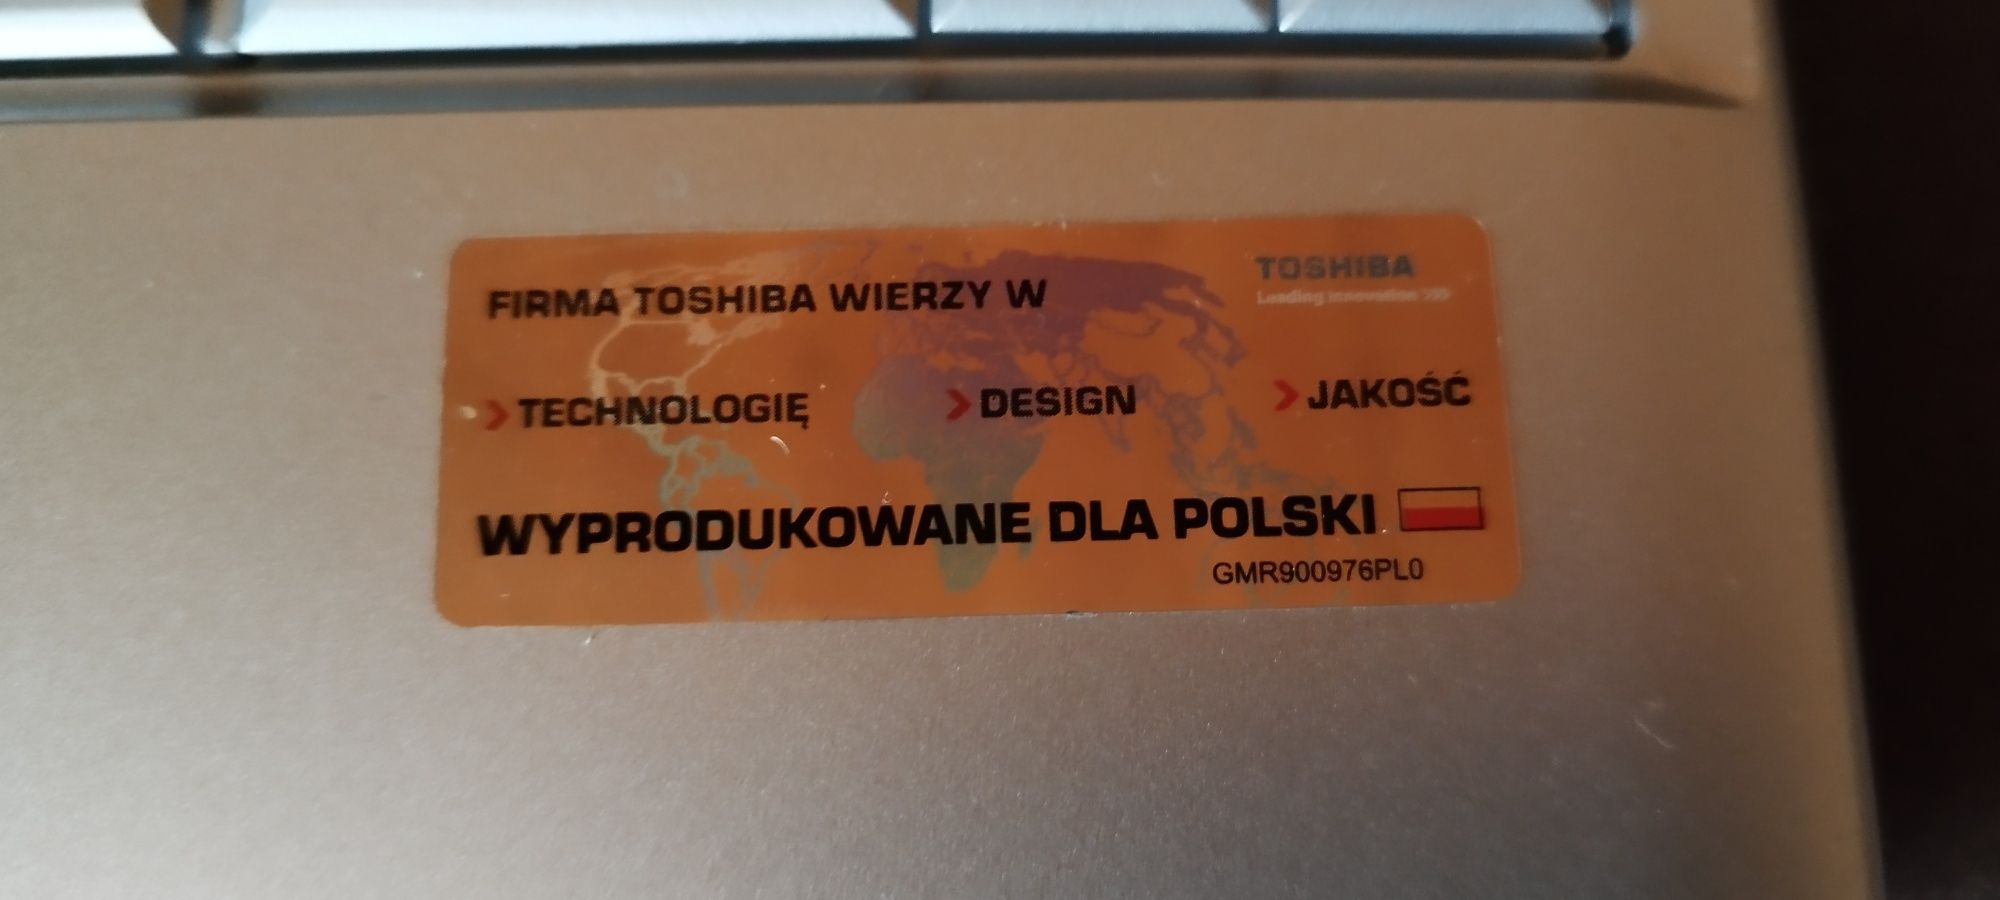 TOSHIBA
Leading Innovation >>>
FIRMA TOSHIBA WIERZY W
TECHNOLOGIĘ DESIGN JAKOŚĆ
WYPRODUKOWANE DLA POLSKI
GMR900976PL0